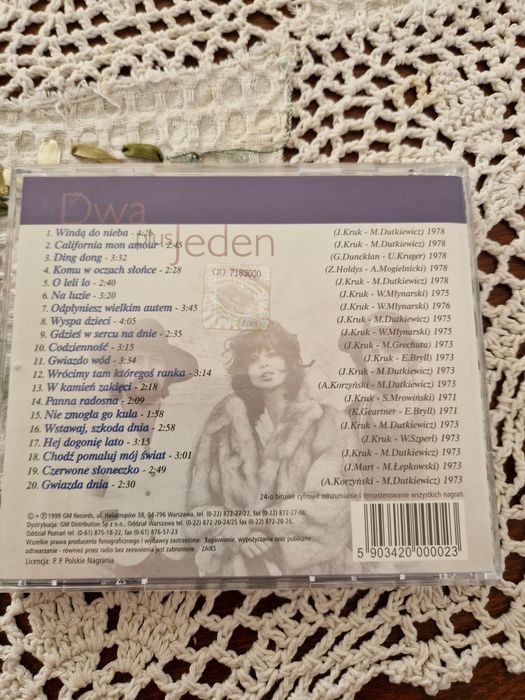 Dwa
plus Jeden
1. Windą do nieba - 4:26 (J.Kruk - M.Dutkiewicz) 1978
2. California mon amour - 2:45 (J.Kruk - M.Dutkiewicz) 1978
3. Ding dong - 3:32 (G.Duncklan - U.Kruger) 1978
4. Komu w oczach słońce - 2:28 (Z.Hołdys - A.Mogielnicki) 1978
5. O leli lo - 2:40 (J.Kruk - M.Dutkiewicz) 1978
6. Na luzie - 3:20 (J.Kruk - W.Młynarski) 1975
7. Odpłyniesz wielkim autem - 3:45 (J.Kruk - W.Młynarski) 1976
8. Wyspa dzieci - 4:05 (J.Kruk - M.Dutkiewicz) 1975
9. Gdzieś w sercu na dnie - 2:35 (J.Kruk - W.Młynarski) 1975
10. Codzienność - 3:15 (J.Kruk - M.Grechuta) 1973
11. Gwiazdo wód - 3:34 (J.Kruk - E.Bryll) 1973
12. Wrócimy tam któregoś ranka - 3:14 (J.Kruk - M.Dutkiewicz) 1973
13. W kamień zaklęci - 2:18 (A.Korzyński - M.Dutkiewicz) 1973
14. Panna radosna - 2:09 (J.Kruk - S.Mrowiński) 1971
15. Nie zmogła go kula - 1:58 (K.Geartner - E.Bryll) 1971
16. Wstawaj, szkoda dnia - 2:58 (J.Kruk - M.Dutkiewicz) 1973
17. Hej dogonię lato - 3:15 (J.Kruk - W.Szperl) 1973
18. Chodź pomaluj mój świat - 3:01 (J.Kruk - M.Dutkiewicz) 1973
19. Czerwone słoneczko - 2:49 (J.Mart - M.Łepkowski) 1973
20. Gwiazda dnia - 2:30 (A.Korzyński - M.Dutkiewicz) 1973
7183000
24-o bitowe cyfrowe odszumianie i remasterowanie wszystkich nagrań.
1999 GM Records, ul. Heliotropów 38, 04-796 Warszawa, tel. (0-22) 872-22-22, fax (0-22) 872-27-06
Dystrybucja: GM Distribution Sp z o.o., Oddział Warszawa tel. (0-22) 872-20-24/25 fax (0-22) 872-20-26,
Oddział Poznań tel. (0-61) 875-18-22, fax (0-61) 876-57-23
Wszelkie prawa producenta fonograficznego i wydawcy zastrzeżone. Kopiowanie, wypożyczanie oraz publiczne
odtwarzanie - również przez radio bez zezwolenia jest zabronione ZAIKS
Licencja: P. P. Polskie Nagrania
5 903420 000023